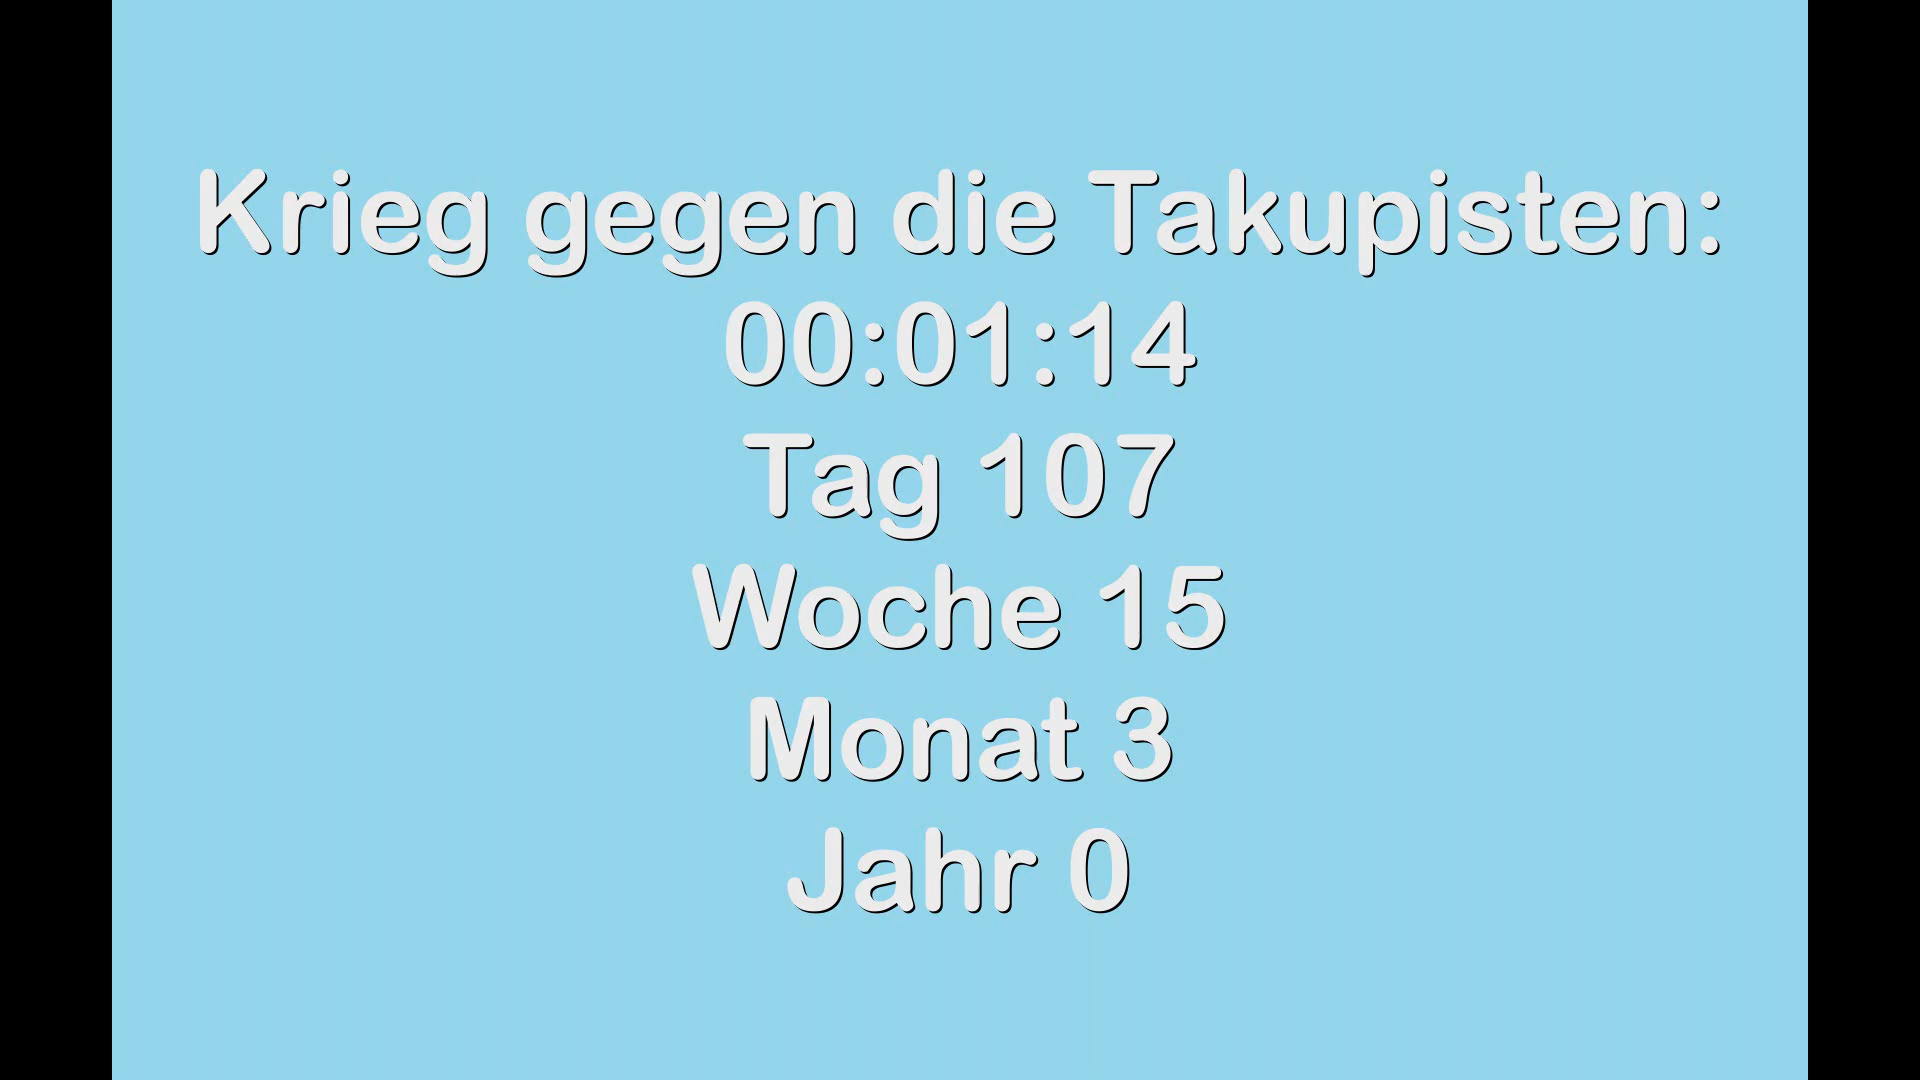 Krieg gegen die Takupisten:
00:01:14
Tag 107
Woche 15
Monat 3
Jahr 0